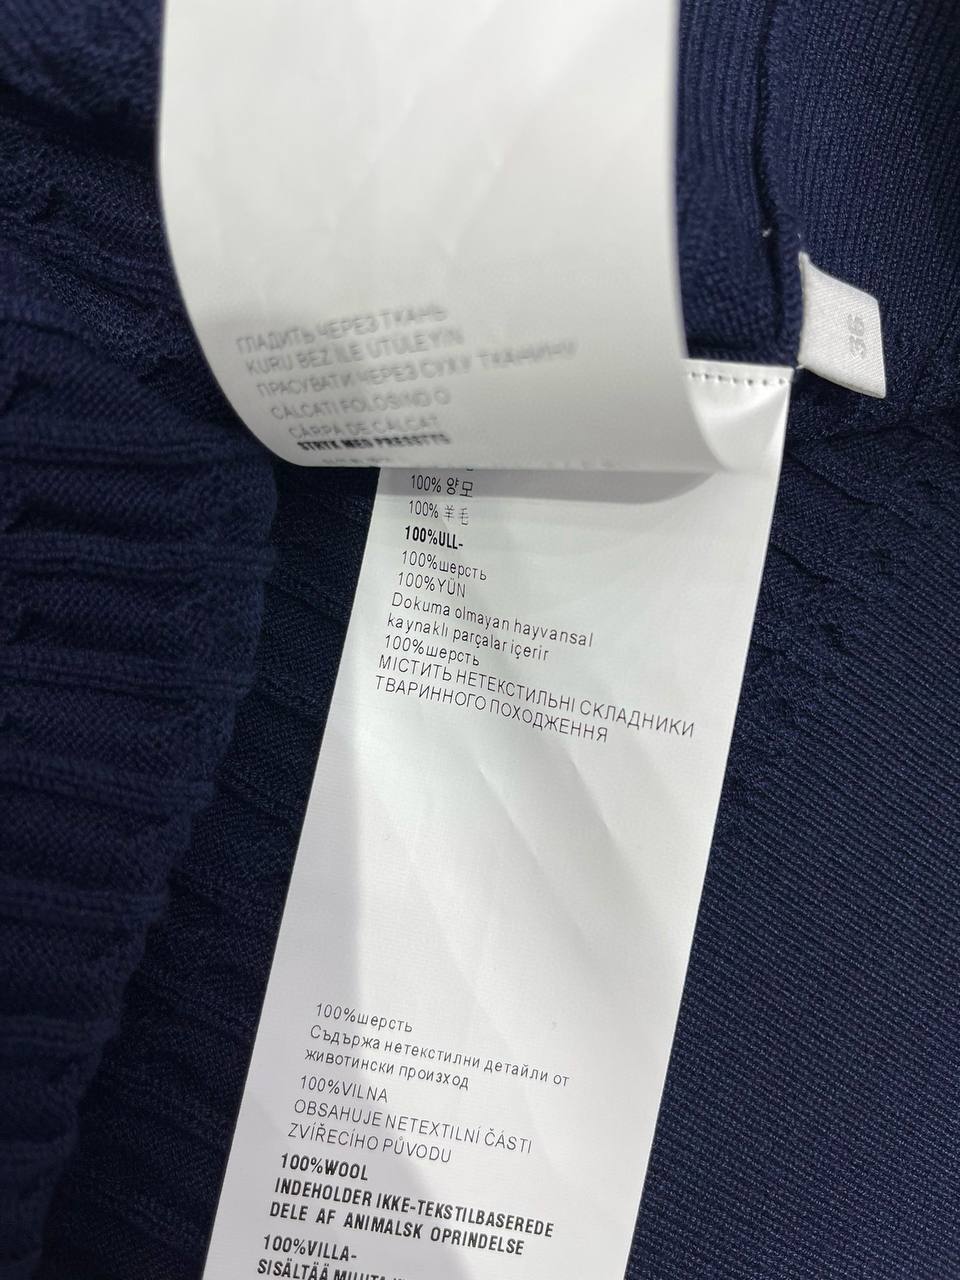 ГЛАДИТЬ ЧЕРЕЗ ТКАНЬ
KURU BEZ İLE ÜTÜLEYİN
ПРАСУВАТИ ЧЕРЕЗ СУХУ ТКАНИНУ
CĂLCAȚI FOLOSIND O
CÂRPĂ DE CĂLCAT
STRYK MED PRESSTYG
36
100% 양모
100% 羊毛
100%ULL-
100%шерсть
100%YÜN
Dokuma olmayan hayvansal
kaynaklı parçalar içerir
100%шерсть
МІСТИТЬ НЕТЕКСТИЛЬНІ СКЛАДНИКИ
ТВАРИННОГО ПОХОДЖЕННЯ
100%шерсть
Съдържа нетекстилни детайли от
животински произход
100%VILNA
OBSAHUJE NETEXTILNÍ ČÁSTI
ZVÍŘECÍHO PŮVODU
100%WOOL
INDEHOLDER IKKE-TEKSTILBASEREDE
DELE AF ANIMALSK OPRINDELSE
100%VILLA-
SISÄLTÄÄ MUUTA